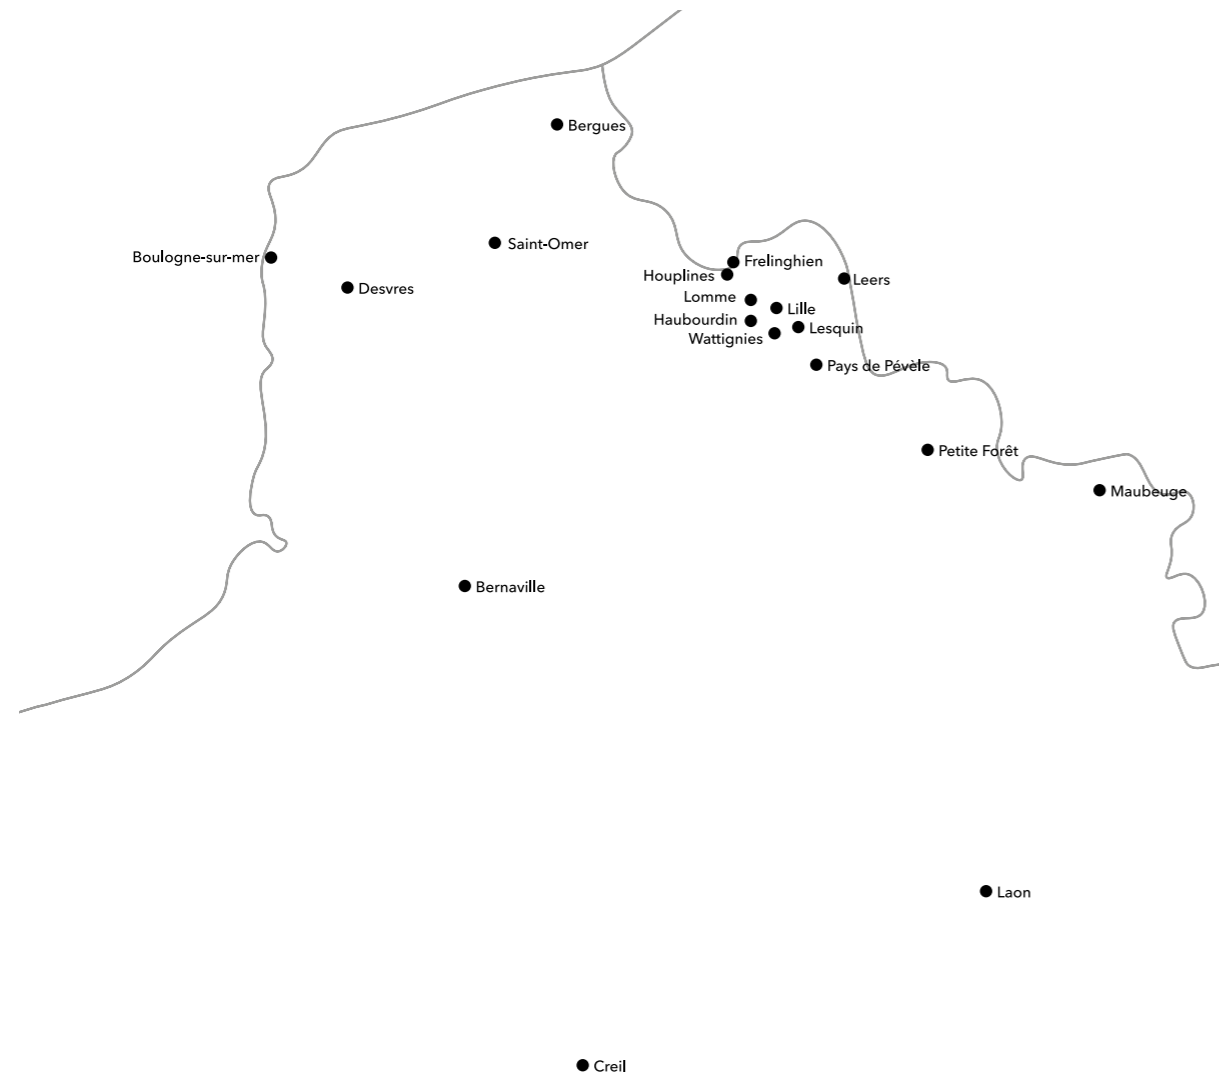 Bergues
Saint-Omer
Boulogne-sur-mer
Desvres
Frelinghien
Houplines
Leers
Lomme
Lille
Haubourdin
Lesquin
Wattignies
Pays de Pévèle
Petite Forêt
Maubeuge
Bernaville
Laon
Creil